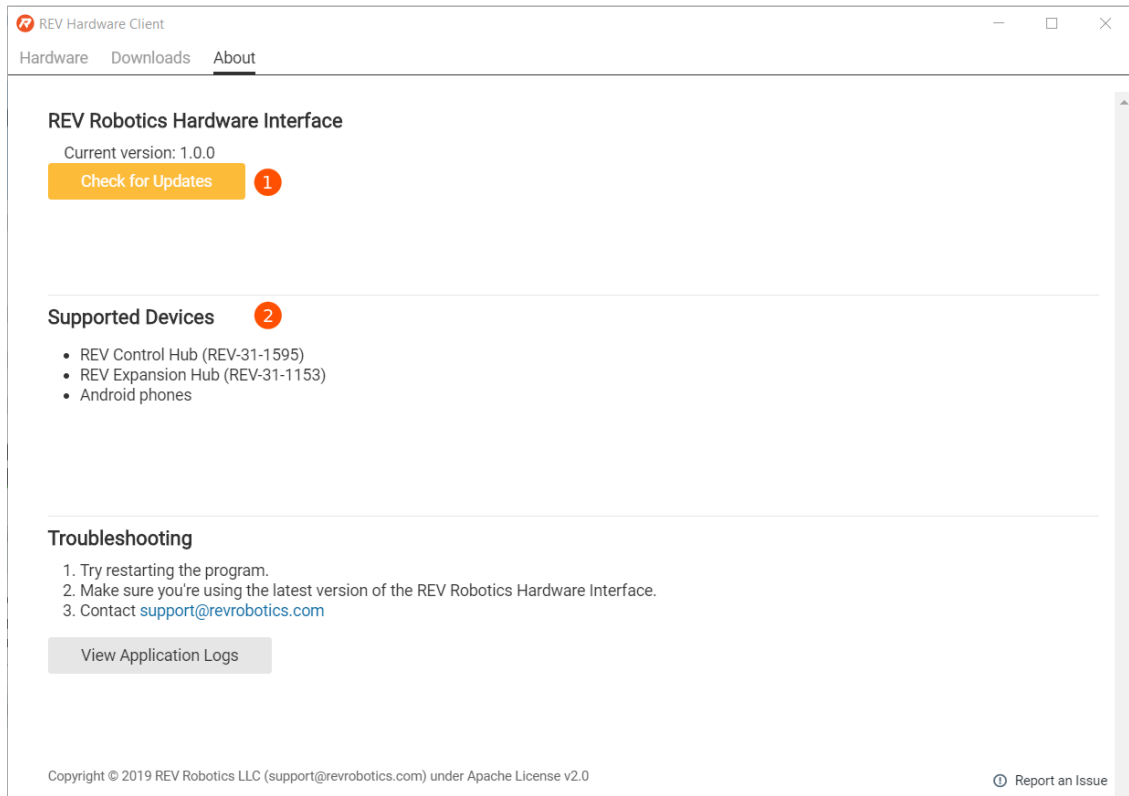 REV Hardware Client
Hardware Downloads About
REV Robotics Hardware Interface
Current version: 1.0.0
Check for Updates 1
Supported Devices 2
• REV Control Hub (REV-31-1595)
• REV Expansion Hub (REV-31-1153)
• Android phones
Troubleshooting
1. Try restarting the program.
2. Make sure you're using the latest version of the REV Robotics Hardware Interface.
3. Contact support@revrobotics.com
View Application Logs
Copyright © 2019 REV Robotics LLC (support@revrobotics.com) under Apache License v2.0
Report an Issue